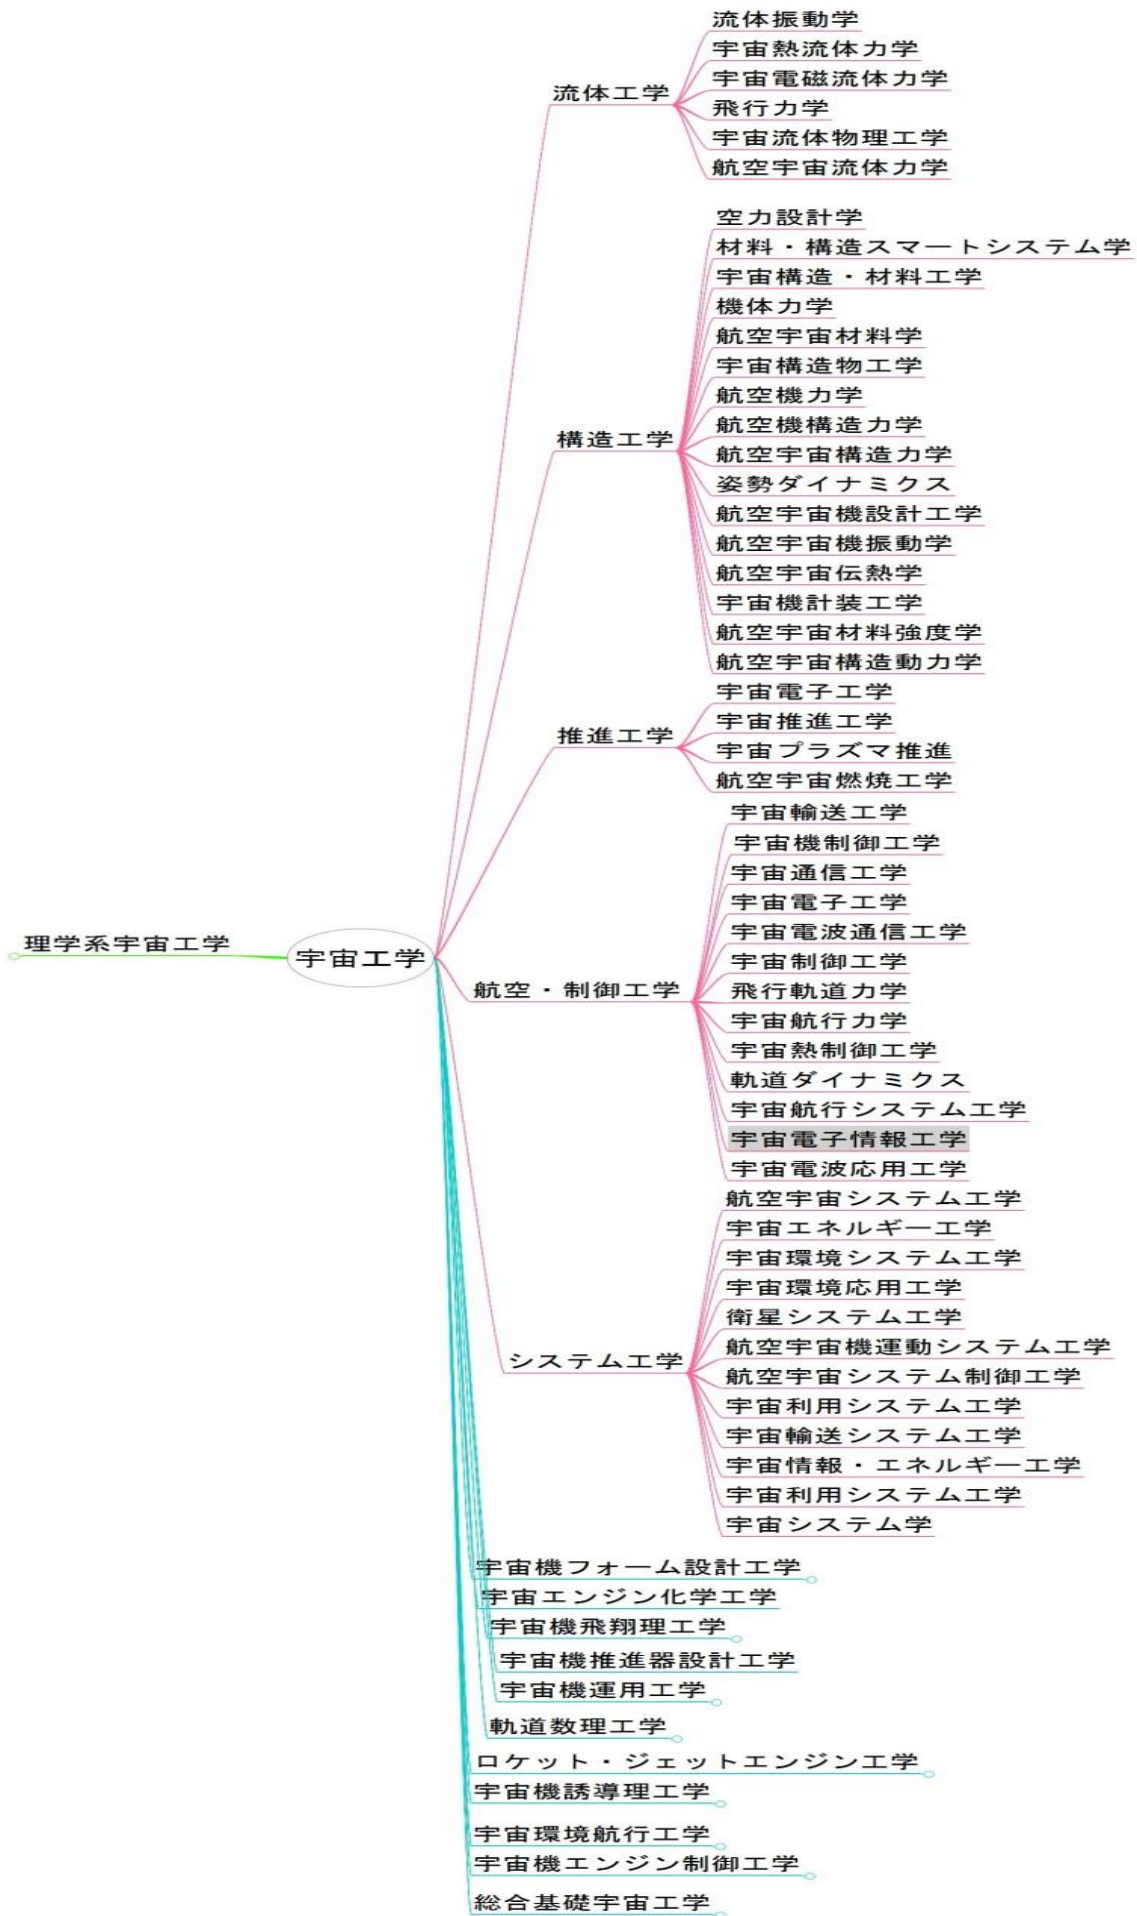 流体振動学
宇宙熱流体力学
宇宙電磁流体力学
流体工学
飛行力学
宇宙流体物理工学
航空宇宙流体力学
空力設計学
材料・構造スマートシステム学
宇宙構造・材料工学
機体力学
航空宇宙材料学
宇宙構造物工学
航空機力学
航空機構造力学
構造工学
航空宇宙構造力学
姿勢ダイナミクス
航空宇宙機設計工学
航空宇宙機振動学
航空宇宙伝熱学
宇宙機計装工学
航空宇宙材料強度学
航空宇宙構造動力学
宇宙電子工学
宇宙推進工学
推進工学
宇宙プラズマ推進
航空宇宙燃焼工学
宇宙輸送工学
宇宙機制御工学
宇宙通信工学
宇宙電子工学
宇宙電波通信工学
理学系宇宙工学
宇宙工学
宇宙制御工学
航空・制御工学
飛行軌道力学
宇宙航行力学
宇宙熱制御工学
軌道ダイナミクス
宇宙航行システム工学
宇宙電子情報工学
宇宙電波応用工学
航空宇宙システム工学
宇宙エネルギー工学
宇宙環境システム工学
宇宙環境応用工学
衛星システム工学
航空宇宙機運動システム工学
システム工学
航空宇宙システム制御工学
宇宙利用システム工学
宇宙輸送システム工学
宇宙情報・エネルギー工学
宇宙利用システム工学
宇宙システム学
宇宙機フォーム設計工学
宇宙エンジン化学工学
宇宙機飛翔理工学
宇宙機推進器設計工学
宇宙機運用工学
軌道数理工学
ロケット・ジェットエンジン工学
宇宙機誘導理工学
宇宙環境航行工学
宇宙機エンジン制御工学
総合基礎宇宙工学